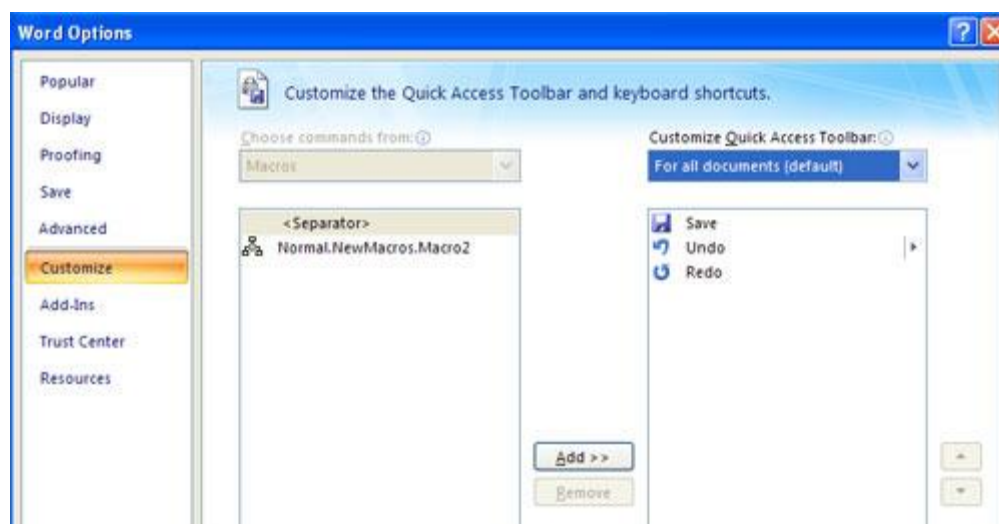 Word Options
Popular
Display
Proofing
Save
Advanced
Customize
Add-Ins
Trust Center
Resources
Customize the Quick Access Toolbar and keyboard shortcuts.
Choose commands from:
Macros
<Separator>
Normal.NewMacros.Macro2
Add >>
Remove
Customize Quick Access Toolbar:
For all documents (default)
Save
Undo
Redo